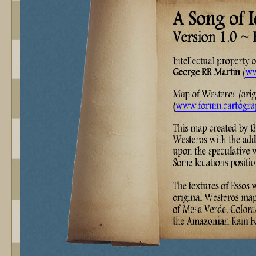 A Song of I
Version 1.0 ~
Intellectual property o
George RR Martin (ww
Map of Westeros (orig
(www.forum.cartogra
This map created by th
Westeros with the add
upon the speculative w
Some locations positio
The textures of Essos w
original Westeros map
of Mesa Verde, Colora
the Amazonian Rain Fo